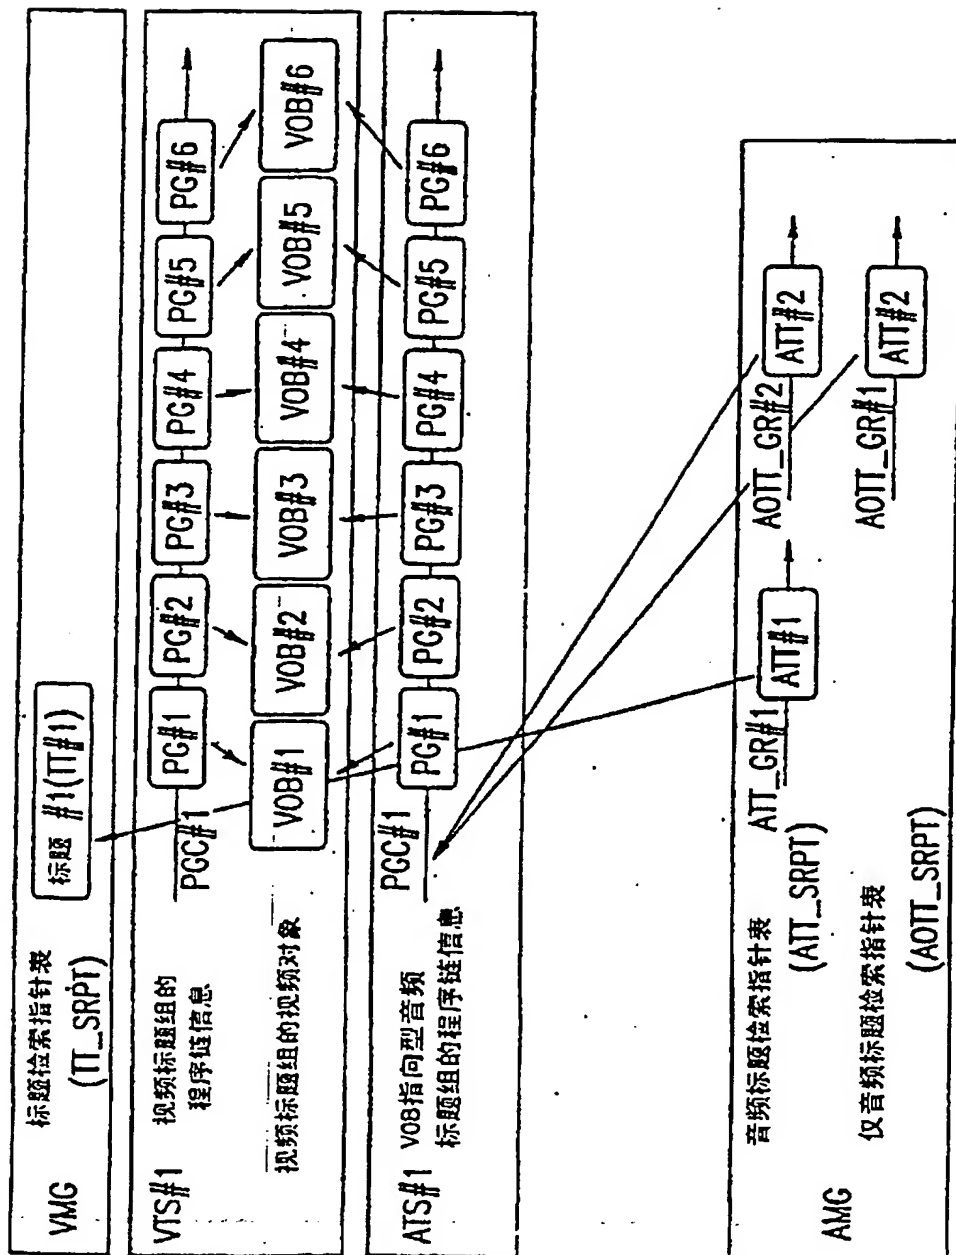 VMG
标题检索指针表
(TT_SRPT)
标题 #1(TT#1)
VTS#1
视频标题组的
程序链信息
PGC#1
PG#1
PG#2
PG#3
PG#4
PG#5
PG#6
视频标题组的视频对象
VOB#1
VOB#2
VOB#3
VOB#4
VOB#5
VOB#6
ATS#1
VOB指向型音频
标题组的程序链信息
PGC#1
PG#1
PG#2
PG#3
PG#4
PG#5
PG#6
AMG
音频标题检索指针表
(ATT_SRPT)
ATT_GR#1
ATT#1
AOTT_GR#2
ATT#2
仅音频标题检索指针表
(AOTT_SRPT)
AOTT_GR#1
ATT#2